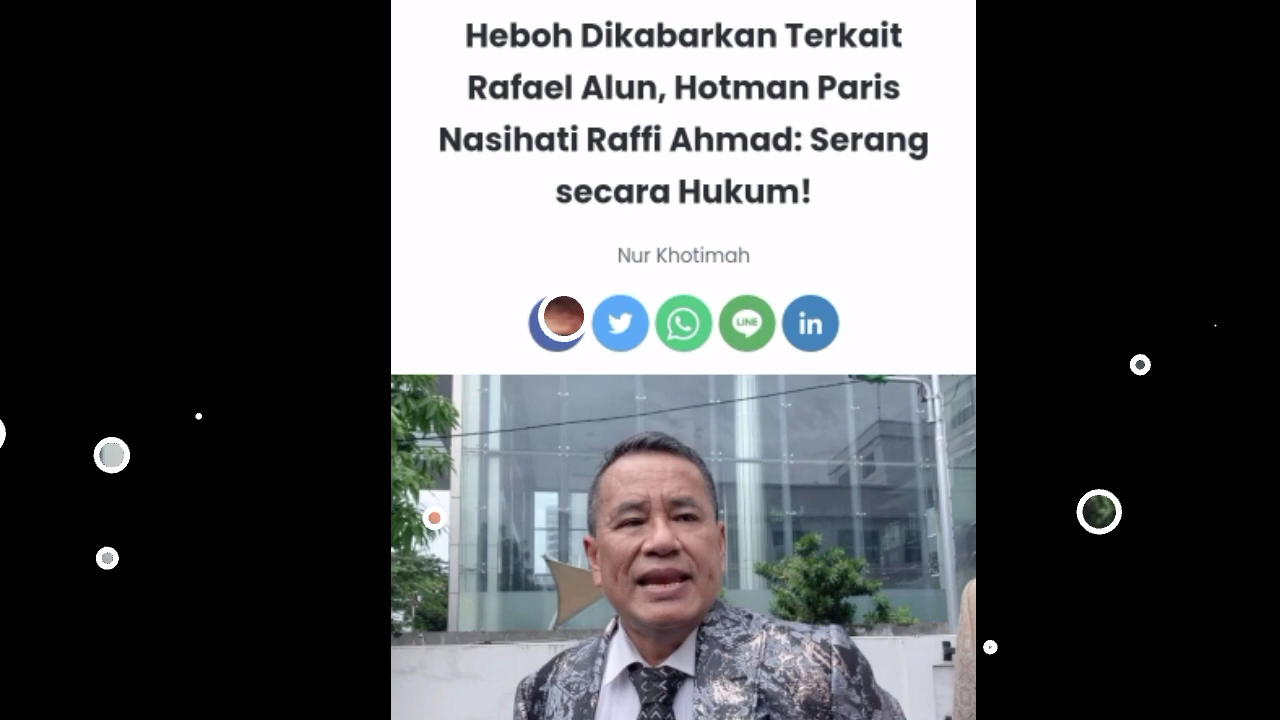 Heboh Dikabarkan Terkait
Rafael Alun, Hotman Paris
Nasihati Raffi Ahmad: Serang
secara Hukum!
Nur Khotimah
LINE
in